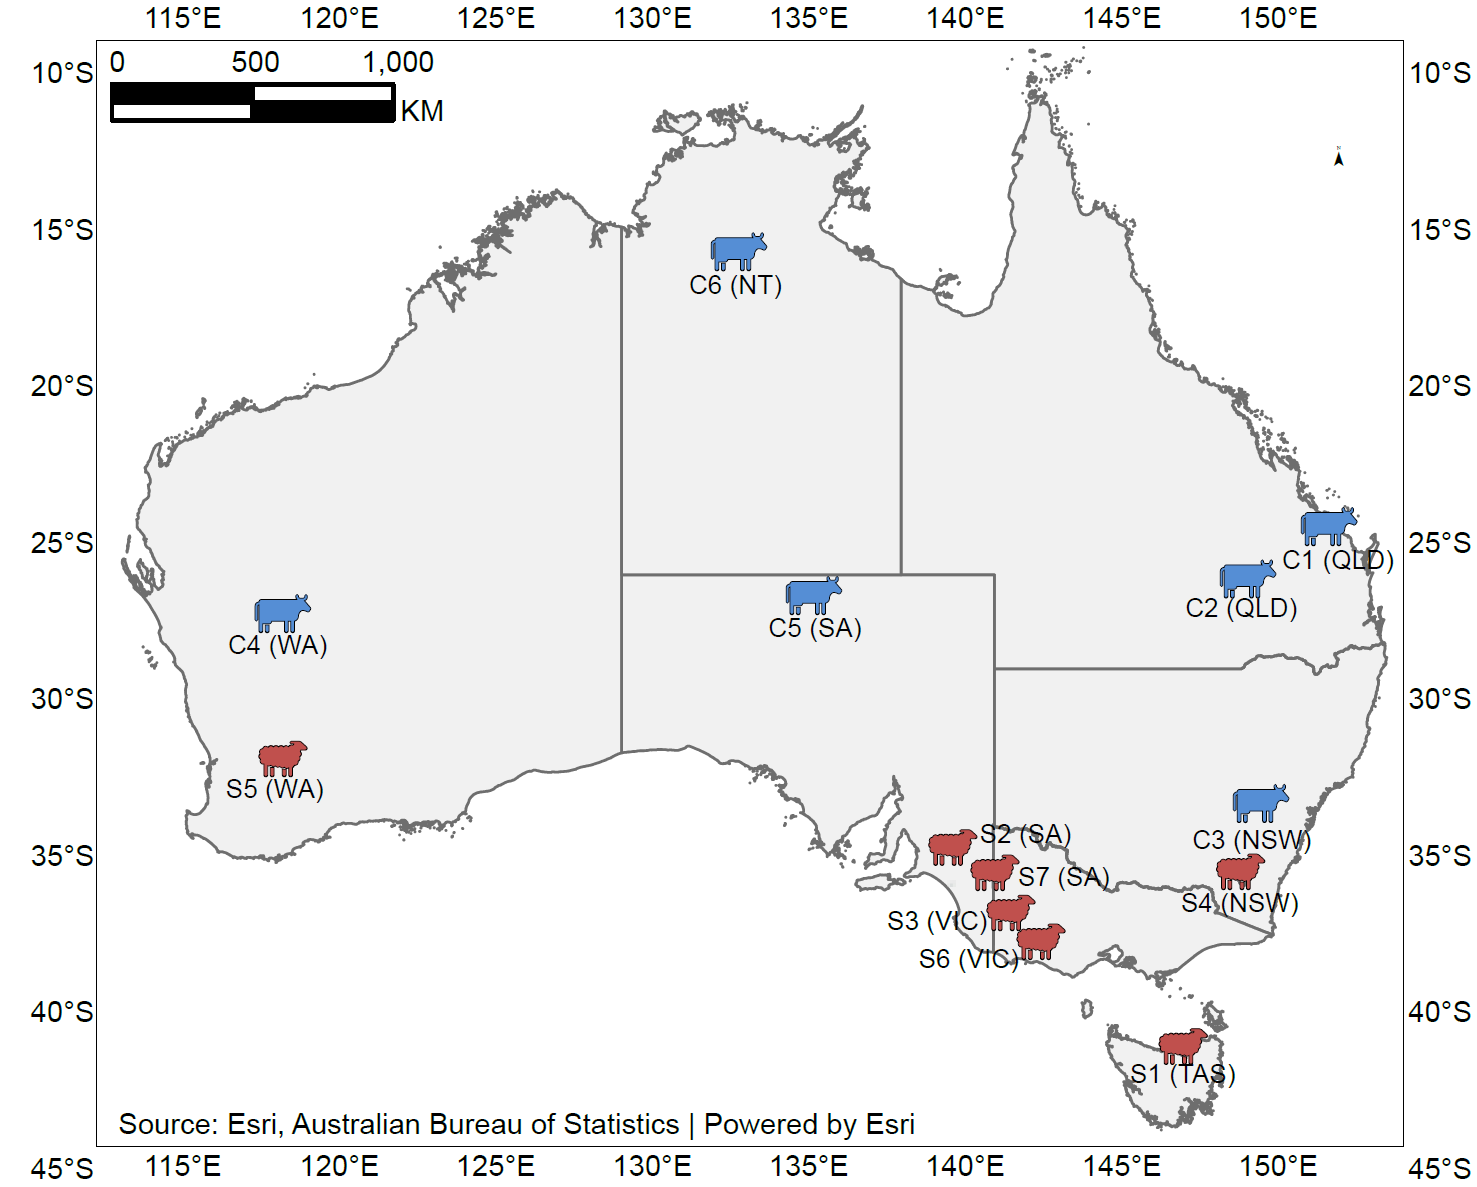 115°E 120°E 125°E 130°E 135°E 140°E 145°E 150°E
0 500 1,000
KM
10°S 10°S
N
15°S 15°S
C6 (NT)
20°S 20°S
25°S 25°S
C1 (QLD)
C2 (QLD)
C5 (SA)
C4 (WA)
30°S 30°S
S5 (WA)
S2 (SA)
C3 (NSW)
35°S 35°S
S7 (SA)
S4 (NSW)
S3 (VIC)
S6 (VIC)
40°S 40°S
S1 (TAS)
Source: Esri, Australian Bureau of Statistics | Powered by Esri
45°S 115°E 120°E 125°E 130°E 135°E 140°E 145°E 150°E 45°S